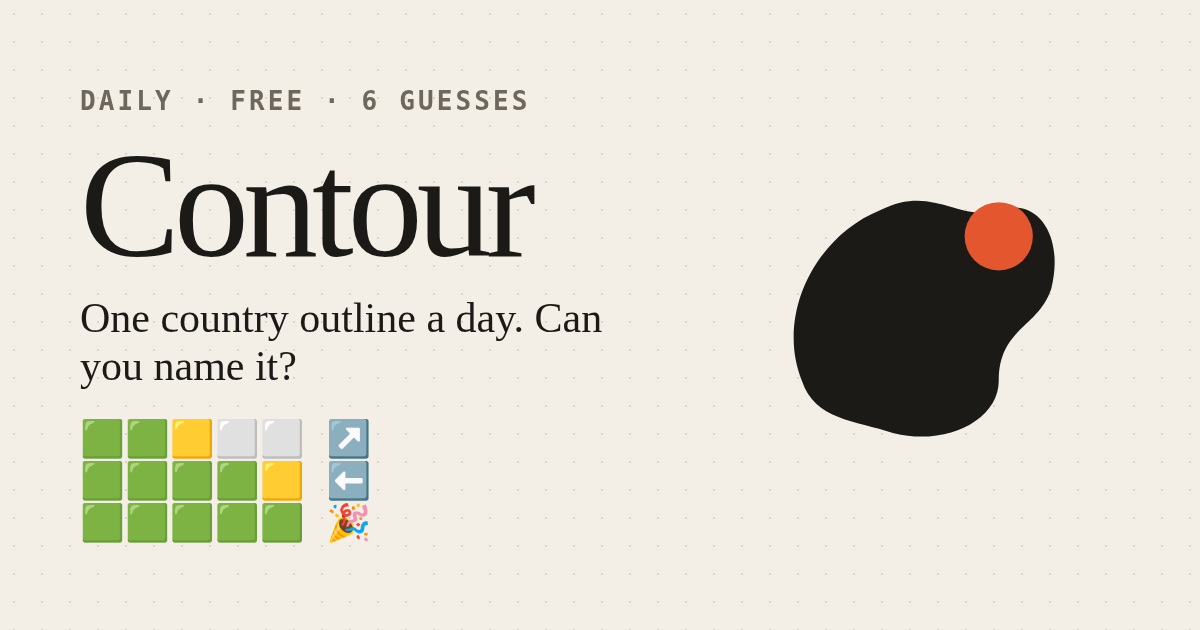 DAILY · FREE · 6 GUESSES
Contour
One country outline a day. Can
you name it?